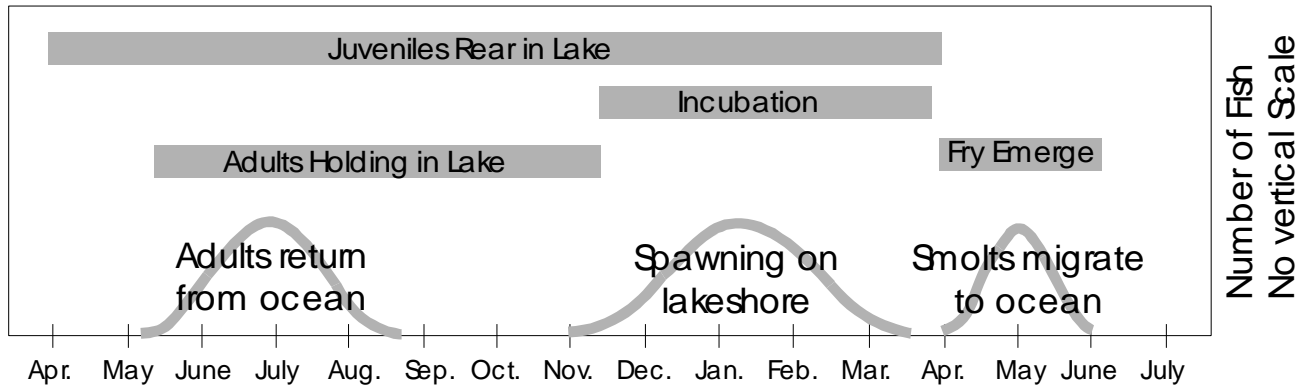 Juveniles Rear in Lake
Incubation
Fry Emerge
Adults Holding in Lake
Adults return
from ocean
Spawning on
lakeshore
Smolts migrate
to ocean
Number of Fish
No vertical Scale
Apr. May June July Aug. Sep. Oct. Nov. Dec. Jan. Feb. Mar. Apr. May June July